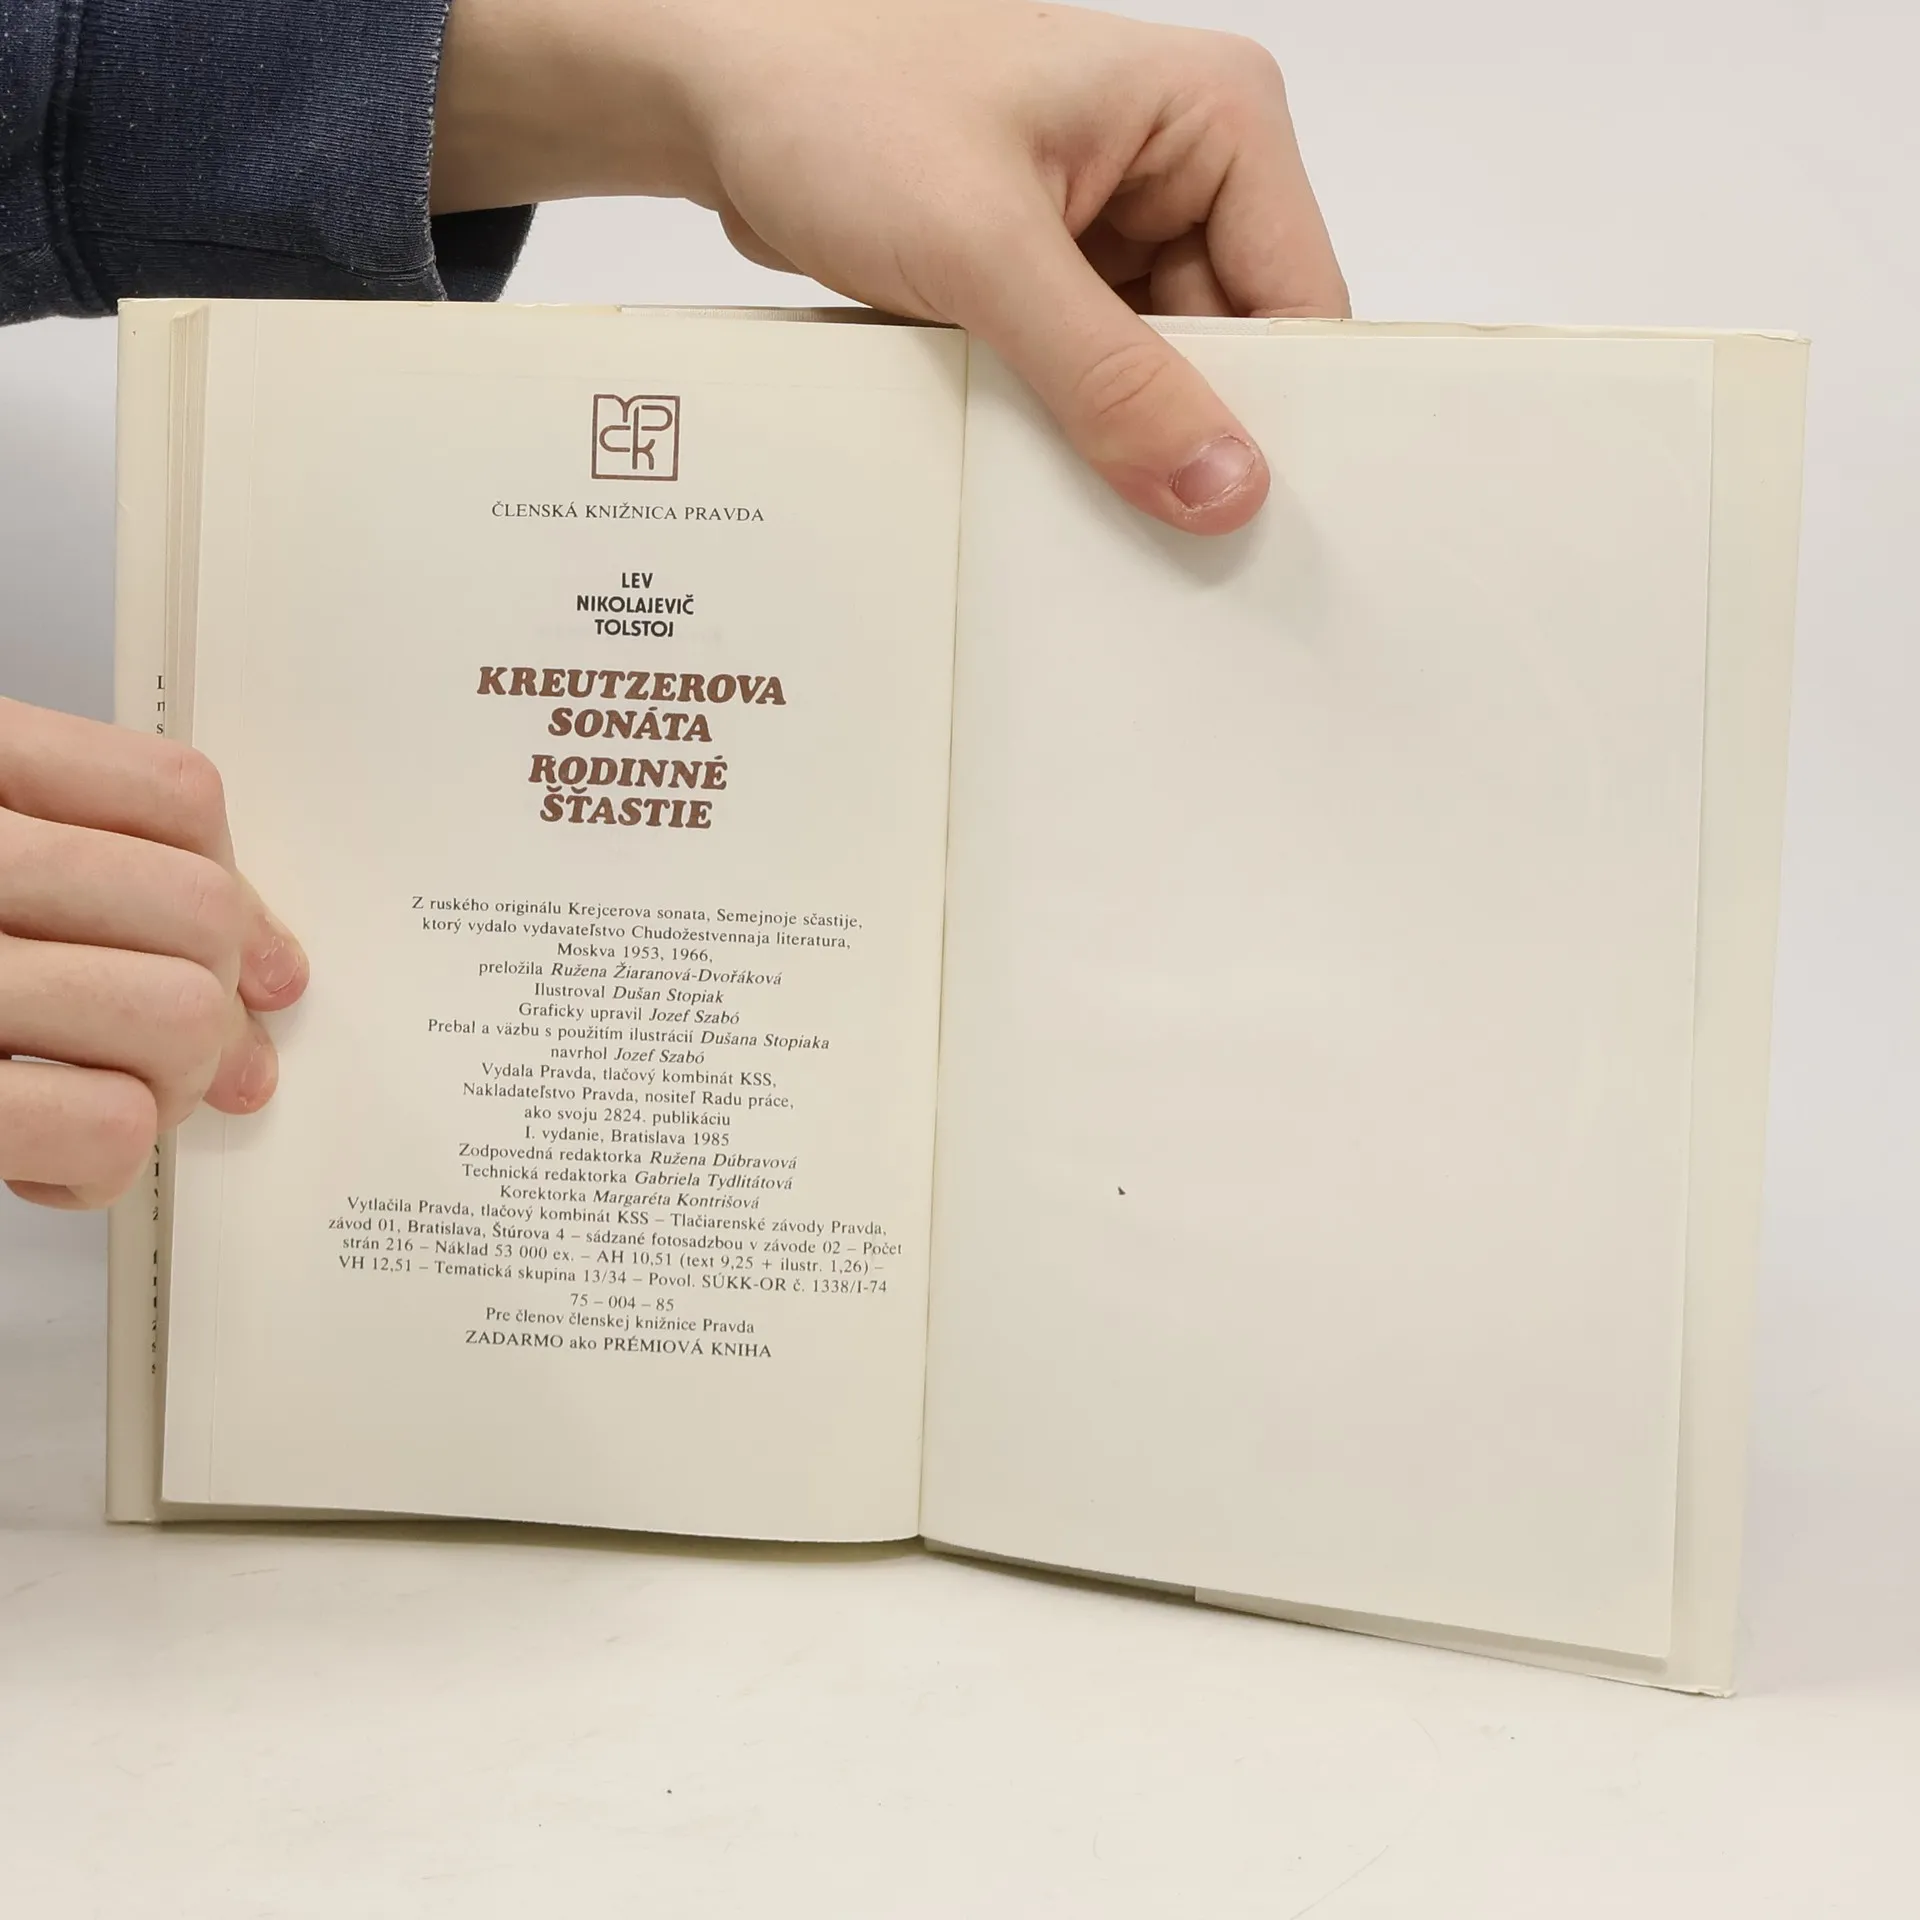 ČLENSKÁ KNIŽNICA PRAVDA
LEV
NIKOLAJEVIČ
TOLSTOJ
KREUTZEROVA
SONÁTA
RODINNÉ
ŠŤASTIE
Z ruského originálu Krejcerova sonata, Semejnoje sčastije,
ktorý vydalo vydavateľstvo Chudožestvennaja literatura,
Moskva 1953, 1966,
preložila Ružena Žiaranová-Dvořáková
Ilustroval Dušan Stopiak
Graficky upravil Jozef Szabó
Prebal a väzbu s použitím ilustrácií Dušana Stopiaka
navrhol Jozef Szabó
Vydala Pravda, tlačový kombinát KSS,
Nakladateľstvo Pravda, nositeľ Radu práce,
ako svoju 2824. publikáciu
I. vydanie, Bratislava 1985
Zodpovedná redaktorka Ružena Dúbravová
Technická redaktorka Gabriela Tydlitátová
Korektorka Margaréta Kontrišová
Vytlačila Pravda, tlačový kombinát KSS – Tlačiarenské závody Pravda,
závod 01, Bratislava, Štúrova 4 – sádzané fotosadzbou v závode 02 – Počet
strán 216 – Náklad 53 000 ex. – AH 10,51 (text 9,25 + ilustr. 1,26) –
VH 12,51 – Tematická skupina 13/34 – Povol. SÚKK-OR č. 1338/I-74
75 – 004 – 85
Pre členov členskej knižnice Pravda
ZADARMO ako PRÉMIOVÁ KNIHA